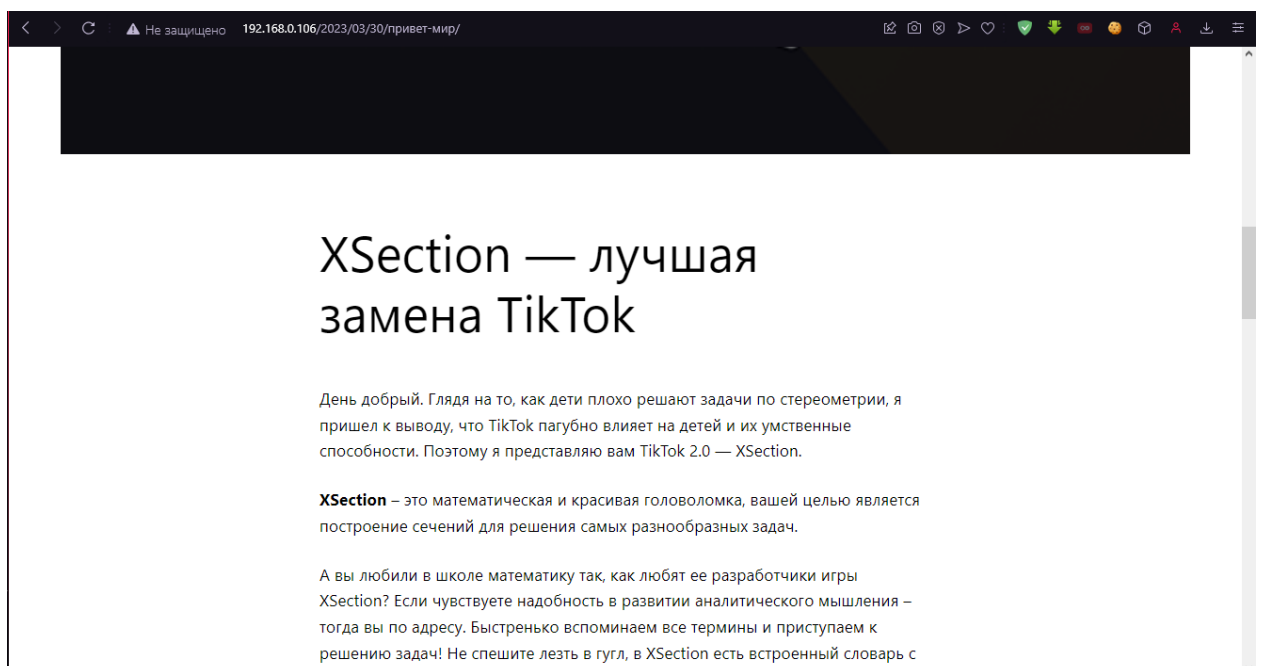 Не защищено 192.168.0.106/2023/03/30/привет-мир/
XSection — лучшая
замена TikTok
День добрый. Глядя на то, как дети плохо решают задачи по стереометрии, я
пришел к выводу, что TikTok пагубно влияет на детей и их умственные
способности. Поэтому я представляю вам TikTok 2.0 — XSection.
XSection – это математическая и красивая головоломка, вашей целью является
построение сечений для решения самых разнообразных задач.
А вы любили в школе математику так, как любят ее разработчики игры
XSection? Если чувствуете надобность в развитии аналитического мышления –
тогда вы по адресу. Быстренько вспоминаем все термины и приступаем к
решению задач! Не спешите лезть в гугл, в XSection есть встроенный словарь с